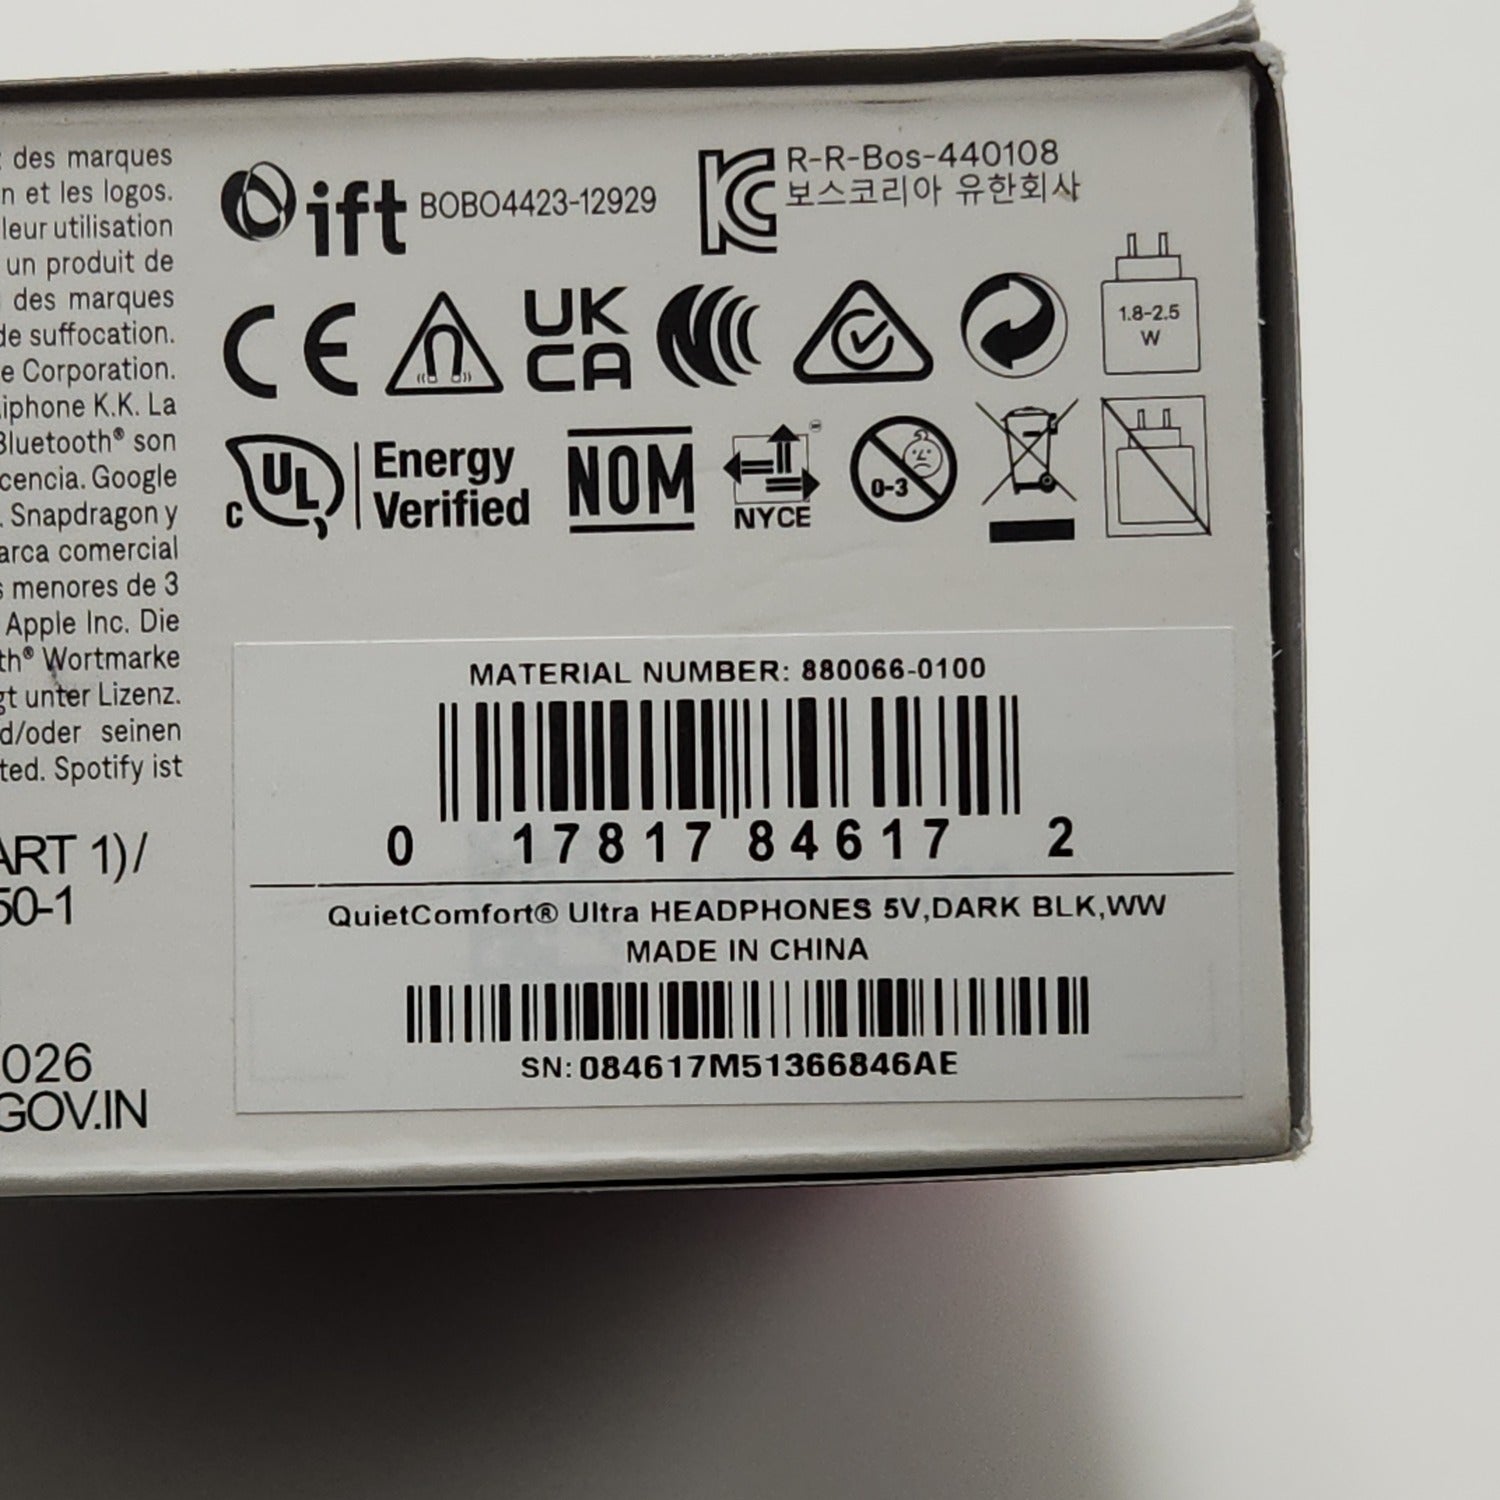 des marques
n et les logos.
leur utilisation
un produit de
des marques
de suffocation.
e Corporation.
iphone K.K. La
Bluetooth® son
cencia. Google
. Snapdragon y
arca comercial
s menores de 3
Apple Inc. Die
th® Wortmarke
gt unter Lizenz.
d/oder seinen
ted. Spotify ist
ART 1)/
50-1
026
GOV.IN
ift BOBO4423-12929
R-R-Bos-440108
보스코리아 유한회사
CE
UK
CA
1.8-2.5
W
C UL Energy
Verified
NOM
NYCE
0-3
MATERIAL NUMBER: 880066-0100
0 17817 84617 2
QuietComfort® Ultra HEADPHONES 5V,DARK BLK,WW
MADE IN CHINA
SN: 084617M51366846AE